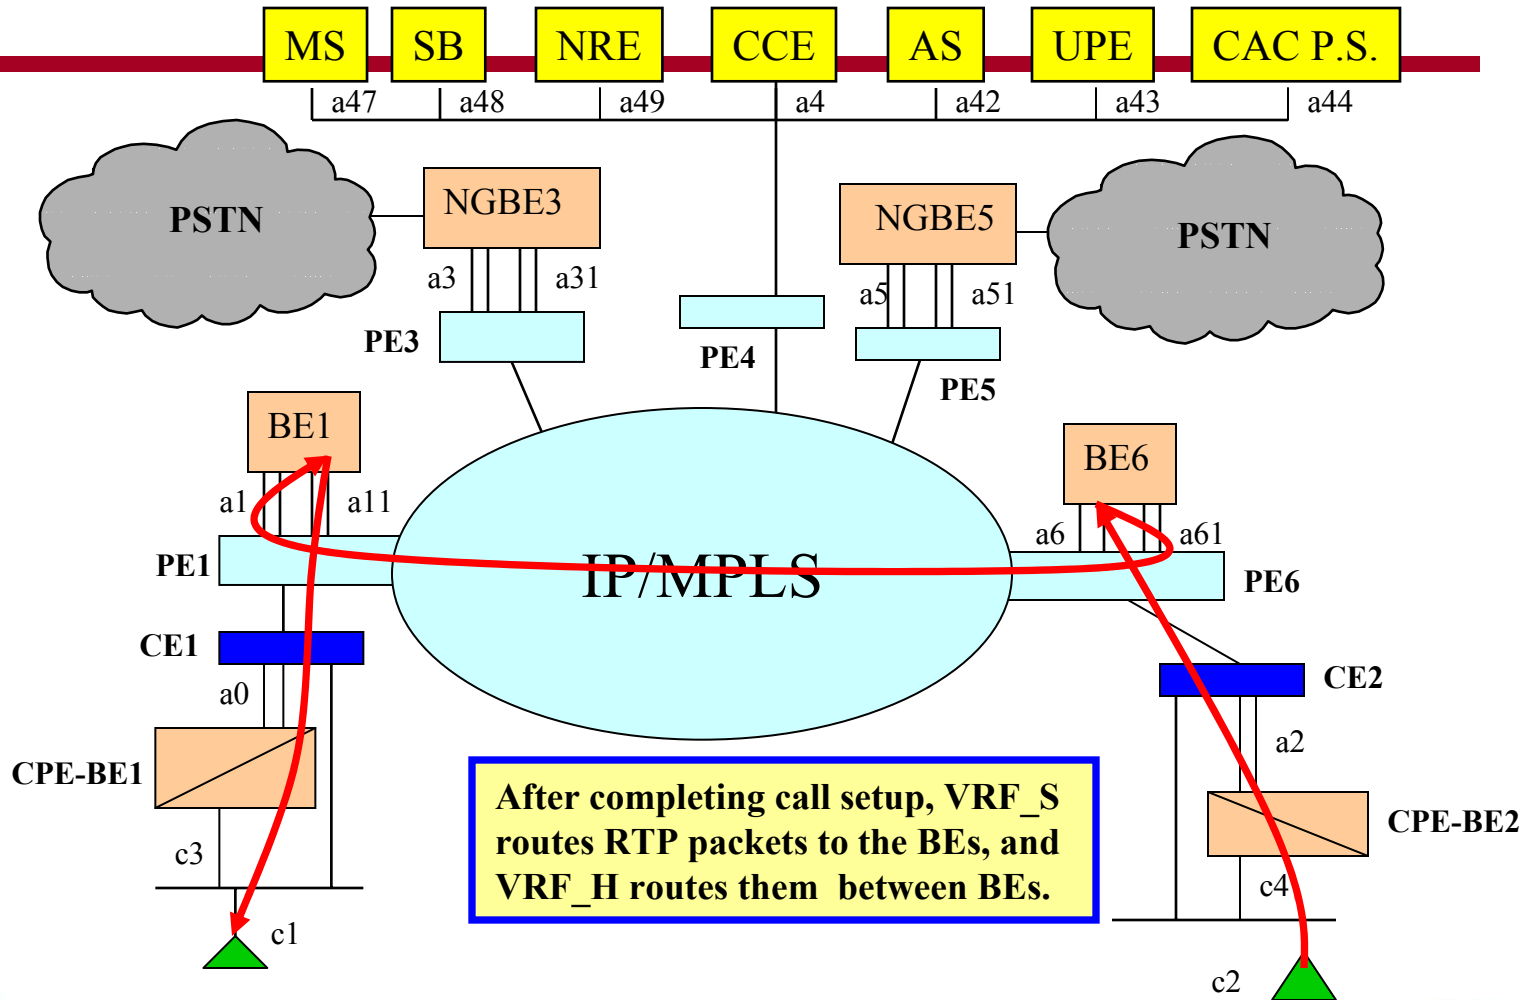 MS SB NRE CCE AS UPE CAC P.S.
a47 a48 a49 a4 a42 a43 a44
PSTN
NGBE3
NGBE5
PSTN
a3 a31
a5 a51
PE3
PE4
PE5
BE1
BE6
a1 a11
a6 a61
PE1
IP/MPLS
PE6
CE1
CE2
a0
a2
CPE-BE1
CPE-BE2
After completing call setup, VRF_S
routes RTP packets to the BEs, and
VRF_H routes them between BEs.
c3
c4
c1
c2